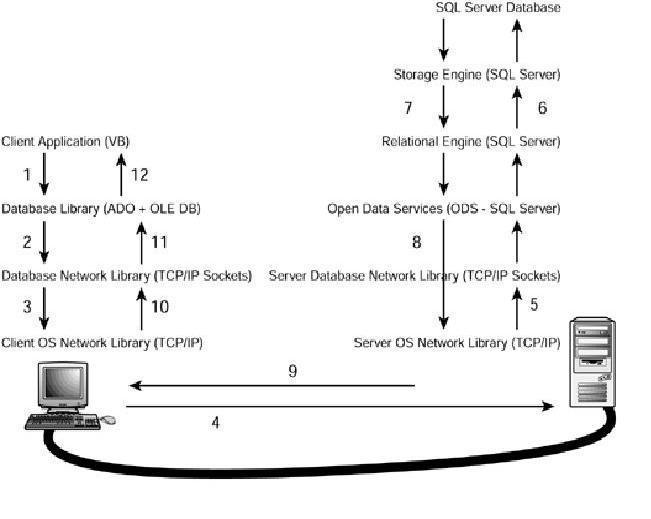 SQL Server Database
Storage Engine (SQL Server)
7 6
Client Application (VB) Relational Engine (SQL Server)
1 12
Database Library (ADO + OLE DB) Open Data Services (ODS - SQL Server)
2 11 8
Database Network Library (TCP/IP Sockets) Server Database Network Library (TCP/IP Sockets)
3 10 5
Client OS Network Library (TCP/IP) Server OS Network Library (TCP/IP)
9
4